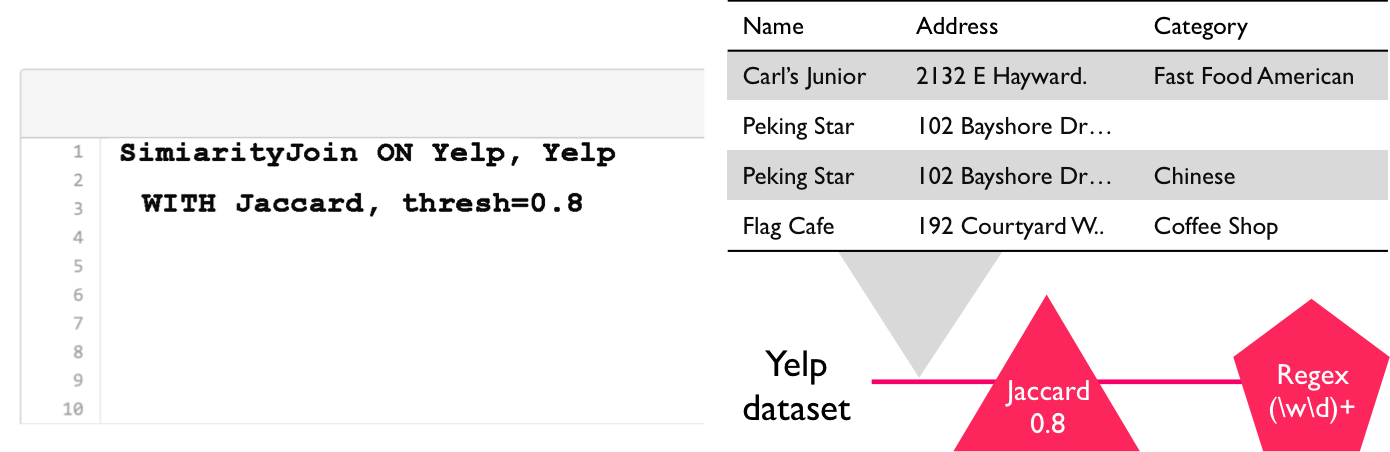 1 SimiarityJoin ON Yelp, Yelp
2
3 WITH Jaccard, thresh=0.8
4
5
6
7
8
9
10
Name Address Category
Carl’s Junior 2132 E Hayward. Fast Food American
Peking Star 102 Bayshore Dr…
Peking Star 102 Bayshore Dr… Chinese
Flag Cafe 192 Courtyard W..
Coffee Shop
Yelp
dataset
Jaccard
0.8
Regex
(\w\d)+